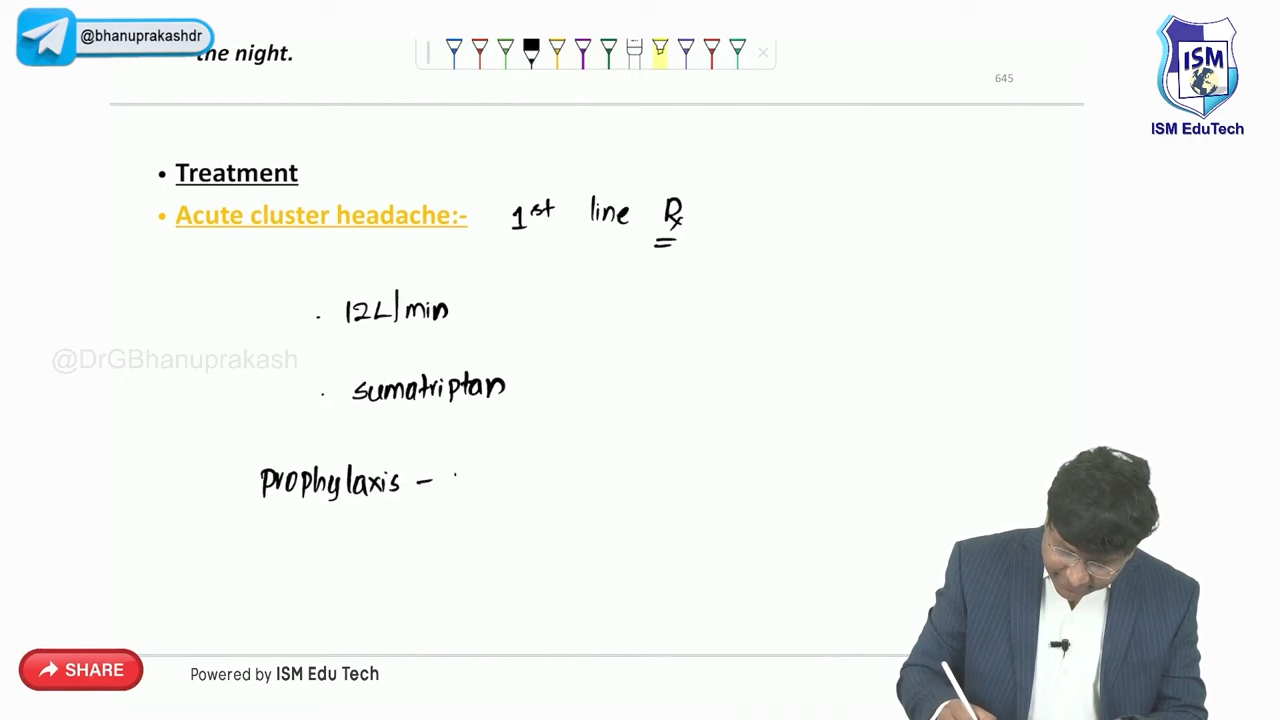 @bhanuprakashdr
the night.
645
ISM
ISM EduTech
• Treatment
• Acute cluster headache:- 1st line Rx
. 12L/min
@DrGBhanuprakash
. sumatriptan
prophylaxis -
SHARE
Powered by ISM Edu Tech